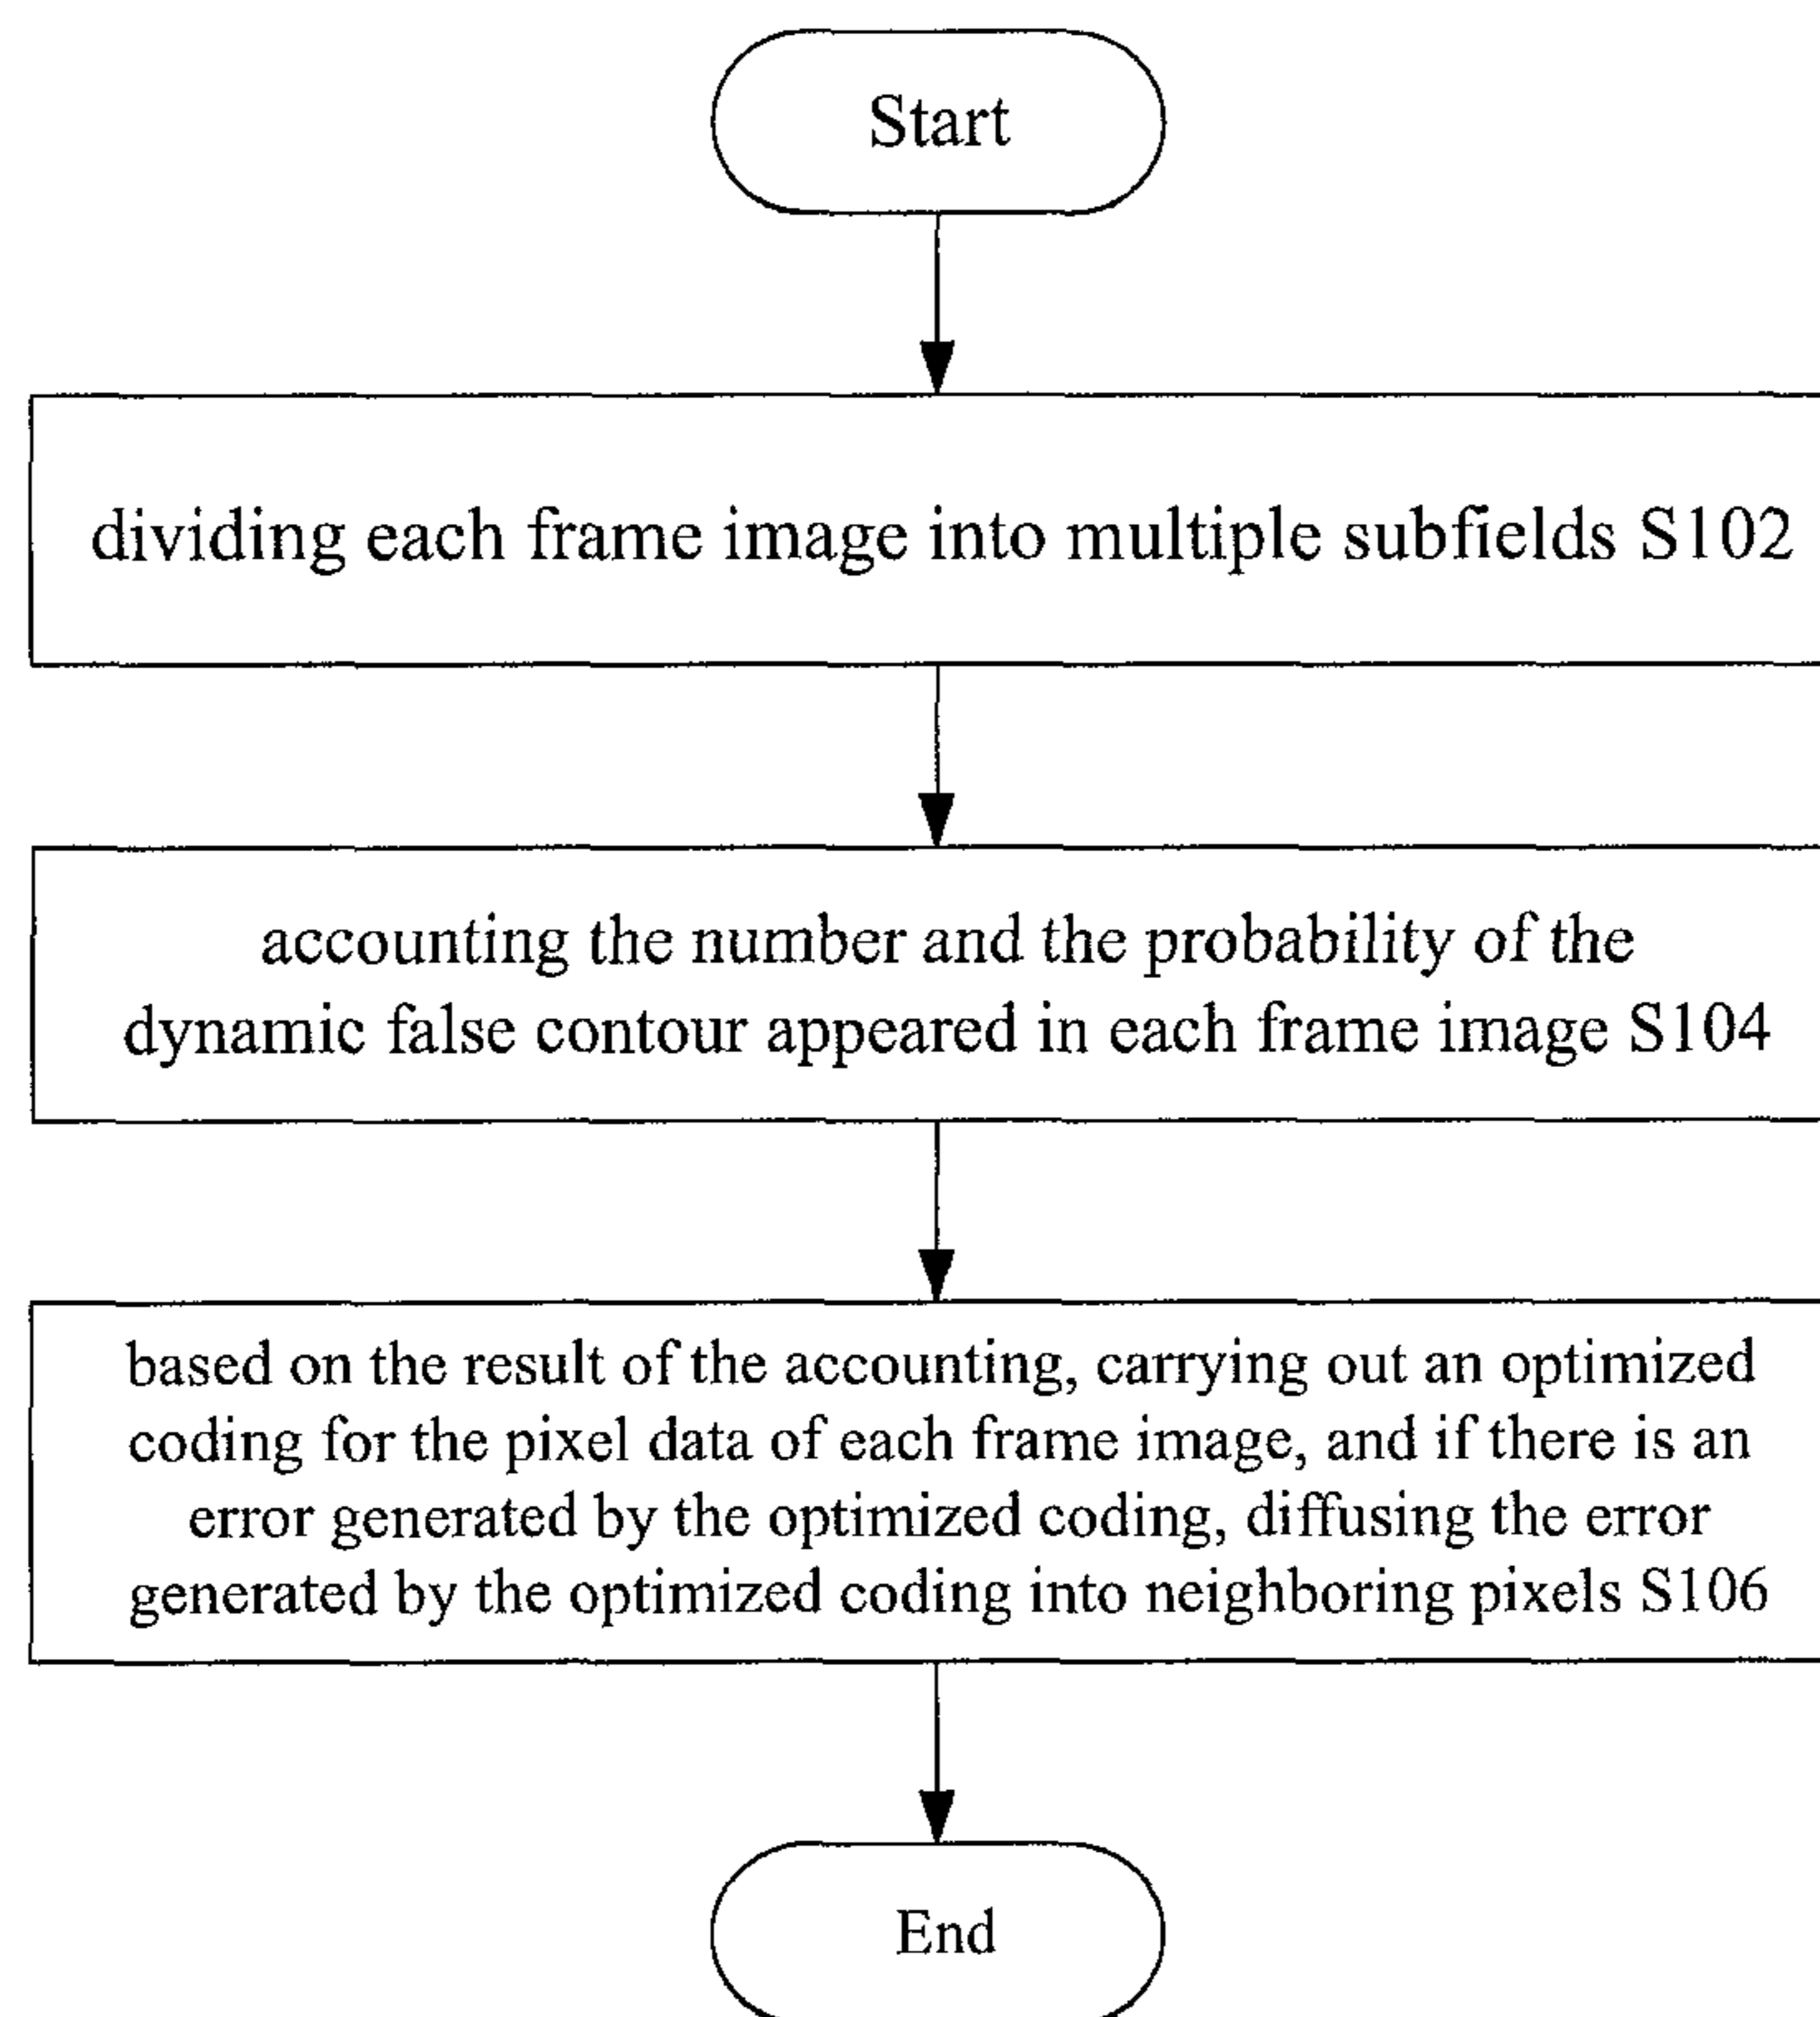 Start
dividing each frame image into multiple subfields S102
accounting the number and the probability of the
dynamic false contour appeared in each frame image S104
based on the result of the accounting, carrying out an optimized
coding for the pixel data of each frame image, and if there is an
error generated by the optimized coding, diffusing the error
generated by the optimized coding into neighboring pixels S106
End